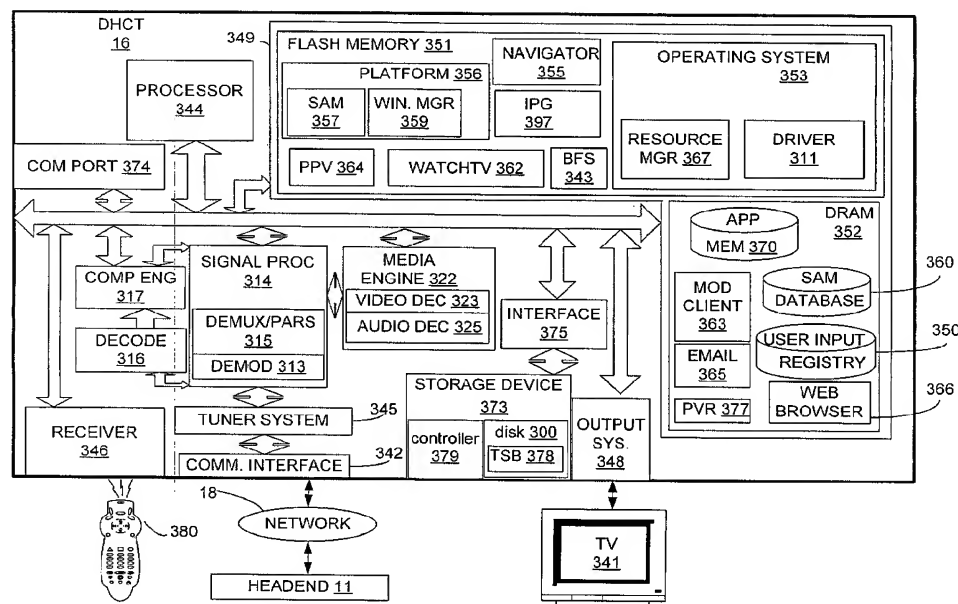 DHCT
16
349
FLASH MEMORY 351
PLATFORM 356
SAM
357
WIN. MGR
359
NAVIGATOR
355
IPG
397
OPERATING SYSTEM
353
RESOURCE
MGR 367
DRIVER
311
PPV 364
WATCHTV 362
BFS
343
PROCESSOR
344
COM PORT 374
DRAM
352
APP
MEM 370
MOD
CLIENT
363
SAM
DATABASE
360
EMAIL
365
USER INPUT
REGISTRY
350
PVR 377
WEB
BROWSER
366
COMP ENG
317
DECODE
316
SIGNAL PROC
314
DEMUX/PARS
315
DEMOD 313
MEDIA
ENGINE 322
VIDEO DEC 323
AUDIO DEC 325
INTERFACE
375
STORAGE DEVICE
373
controller
379
disk 300
TSB 378
OUTPUT
SYS.
348
TUNER SYSTEM
345
RECEIVER
346
COMM. INTERFACE
342
380
18
NETWORK
HEADEND 11
TV
341